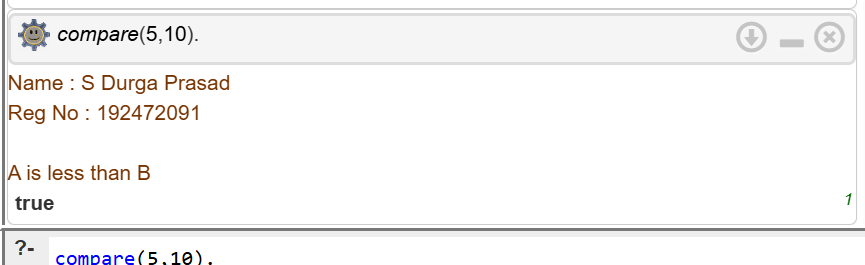 compare(5,10).
Name : S Durga Prasad
Reg No : 192472091
A is less than B
true
1
?- compare(5,10).